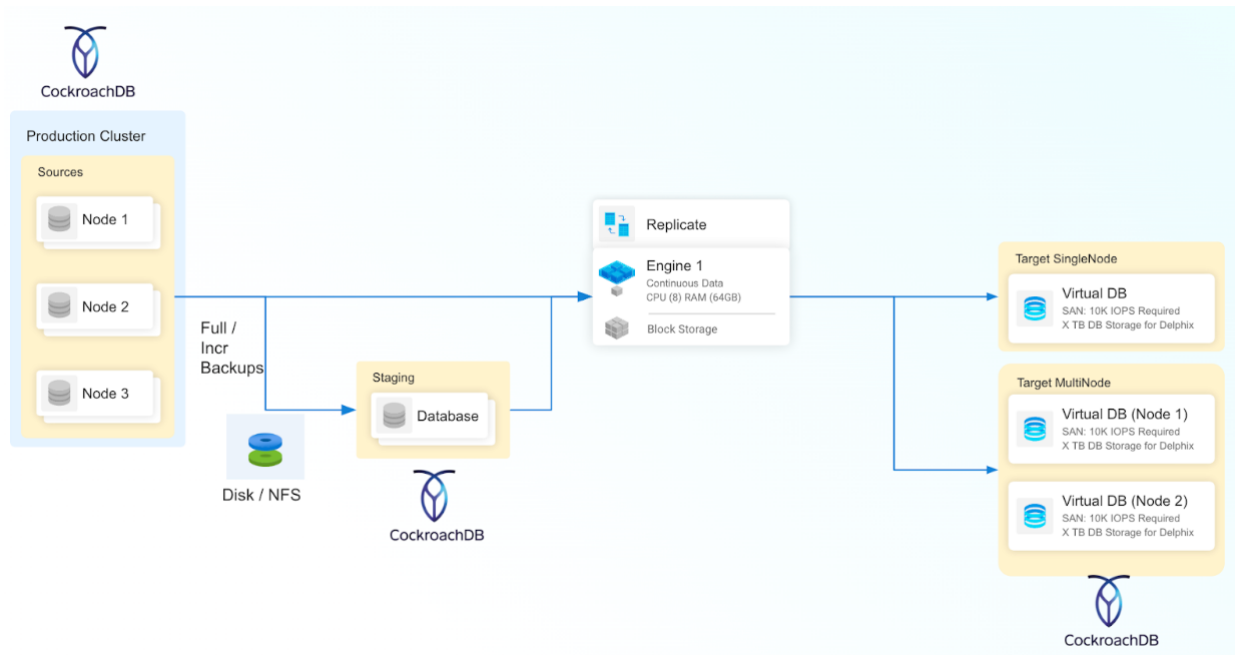 CockroachDB
Production Cluster
Sources
Node 1
Node 2
Node 3
Full /
Incr
Backups
Disk / NFS
Staging
Database
CockroachDB
Replicate
Engine 1
Continuous Data
CPU (8) RAM (64GB)
Block Storage
Target SingleNode
Virtual DB
SAN: 10K IOPS Required
X TB DB Storage for Delphix
Target MultiNode
Virtual DB (Node 1)
SAN: 10K IOPS Required
X TB DB Storage for Delphix
Virtual DB (Node 2)
SAN: 10K IOPS Required
X TB DB Storage for Delphix
CockroachDB